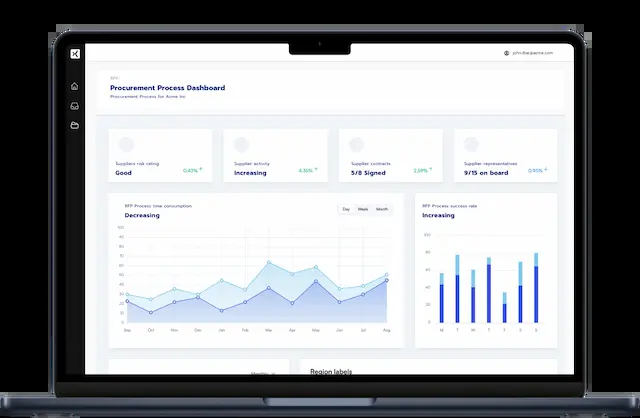 john.doe@acme.com
RFP
Procurement Process Dashboard
Procurement Process for Acme Inc
Suppliers risk rating
Good
0.43%
Supplier activity
Increasing
4.35%
Supplier contracts
5/8 Signed
2.59%
Supplier representatives
9/15 on board
0.95%
RFP Process time consumption
Decreasing
Day Week Month
100
90
80
70
60
50
40
30
20
10
0
Sep Oct Nov Dec Jan Feb Mar Apr May Jun Jul Aug
RFP Process success rate
Increasing
100
80
60
40
20
0
M T W T F S S
Monthly
Region labels